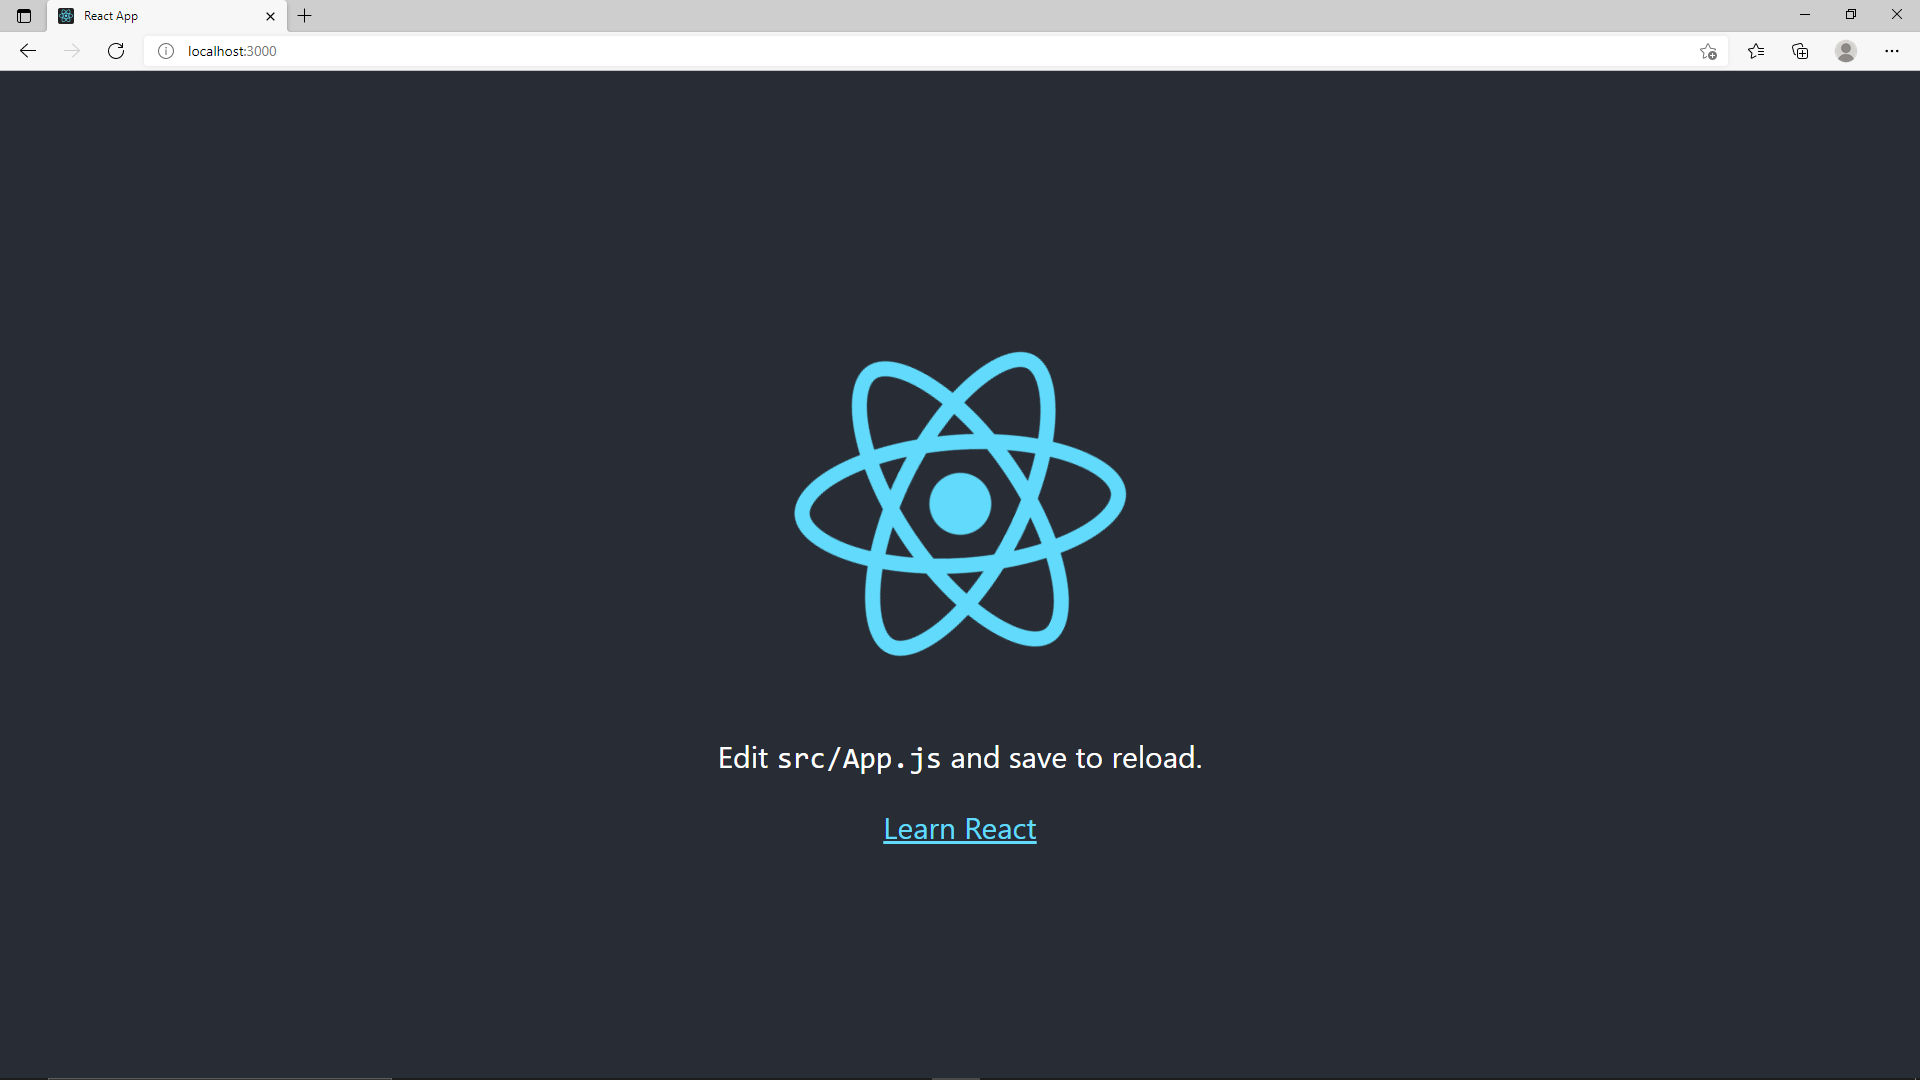 React App
localhost:3000
Edit src/App.js and save to reload.
Learn React